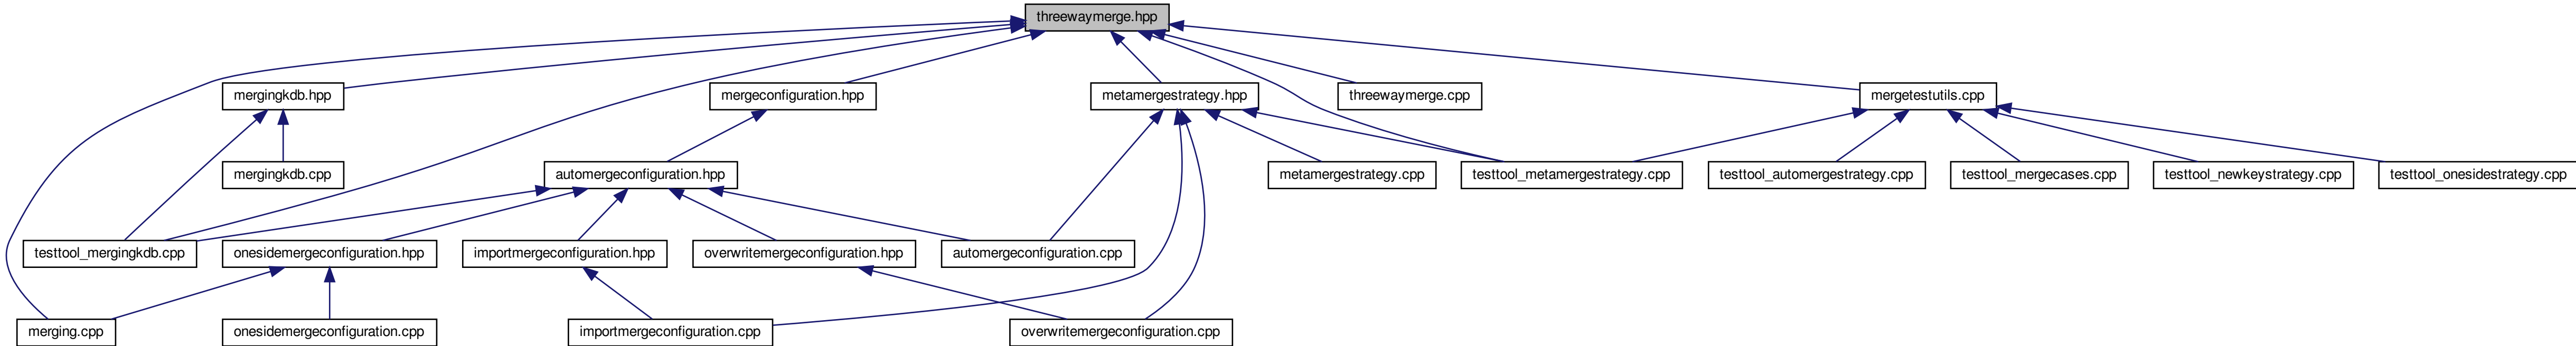 threewaymerge.hpp
mergingkdb.hpp
mergeconfiguration.hpp
metamergestrategy.hpp
threewaymerge.cpp
mergetestutils.cpp
mergingkdb.cpp
automergeconfiguration.hpp
metamergestrategy.cpp
testtool_metamergestrategy.cpp
testtool_automergestrategy.cpp
testtool_mergecases.cpp
testtool_newkeystrategy.cpp
testtool_onesidestrategy.cpp
testtool_mergingkdb.cpp
onesidemergeconfiguration.hpp
importmergeconfiguration.hpp
overwritemergeconfiguration.hpp
automergeconfiguration.cpp
merging.cpp
onesidemergeconfiguration.cpp
importmergeconfiguration.cpp
overwritemergeconfiguration.cpp